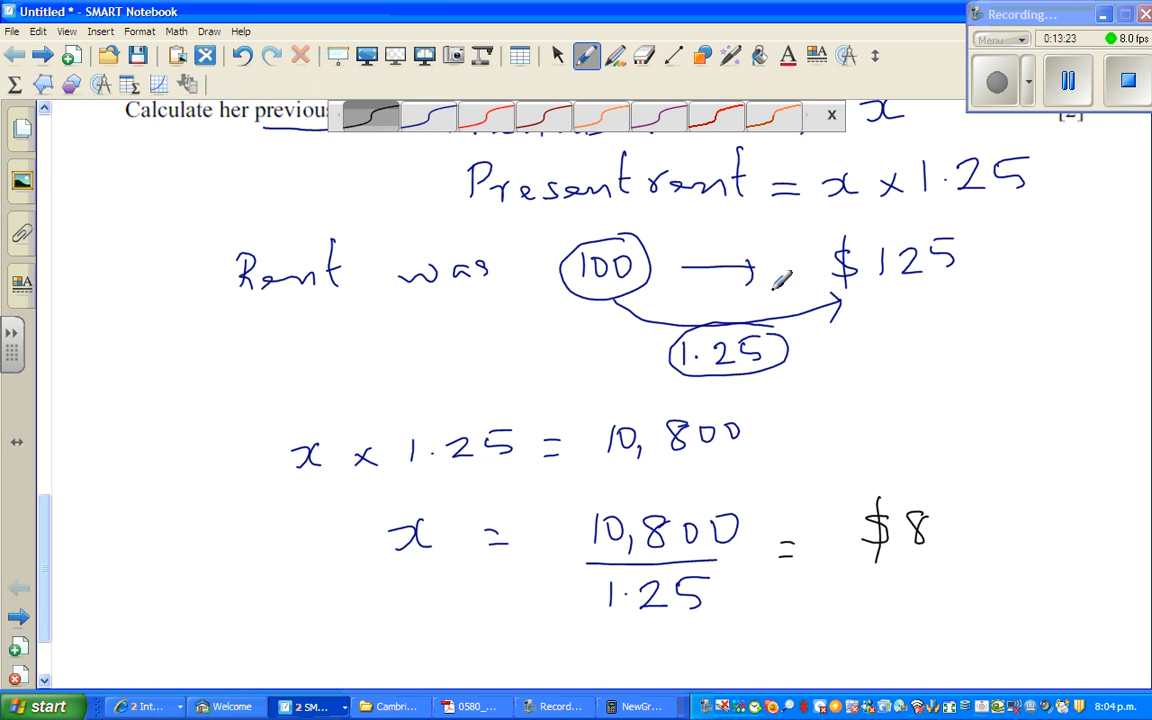 Untitled * - SMART Notebook
Recording...
File Edit View Insert Format Math Draw Help
Menu
0:13:23
8.0 fps
Calculate her previous
x
[2]
Present rent = x × 1.25
Rent was 100 → $ 125
1.25
x × 1.25 = 10,800
x = 10,800 = $ 8
1.25
start
2 Int...
Welcome
2 SM...
Cambri...
0580_...
Record...
NewGr...
8:04 p.m.